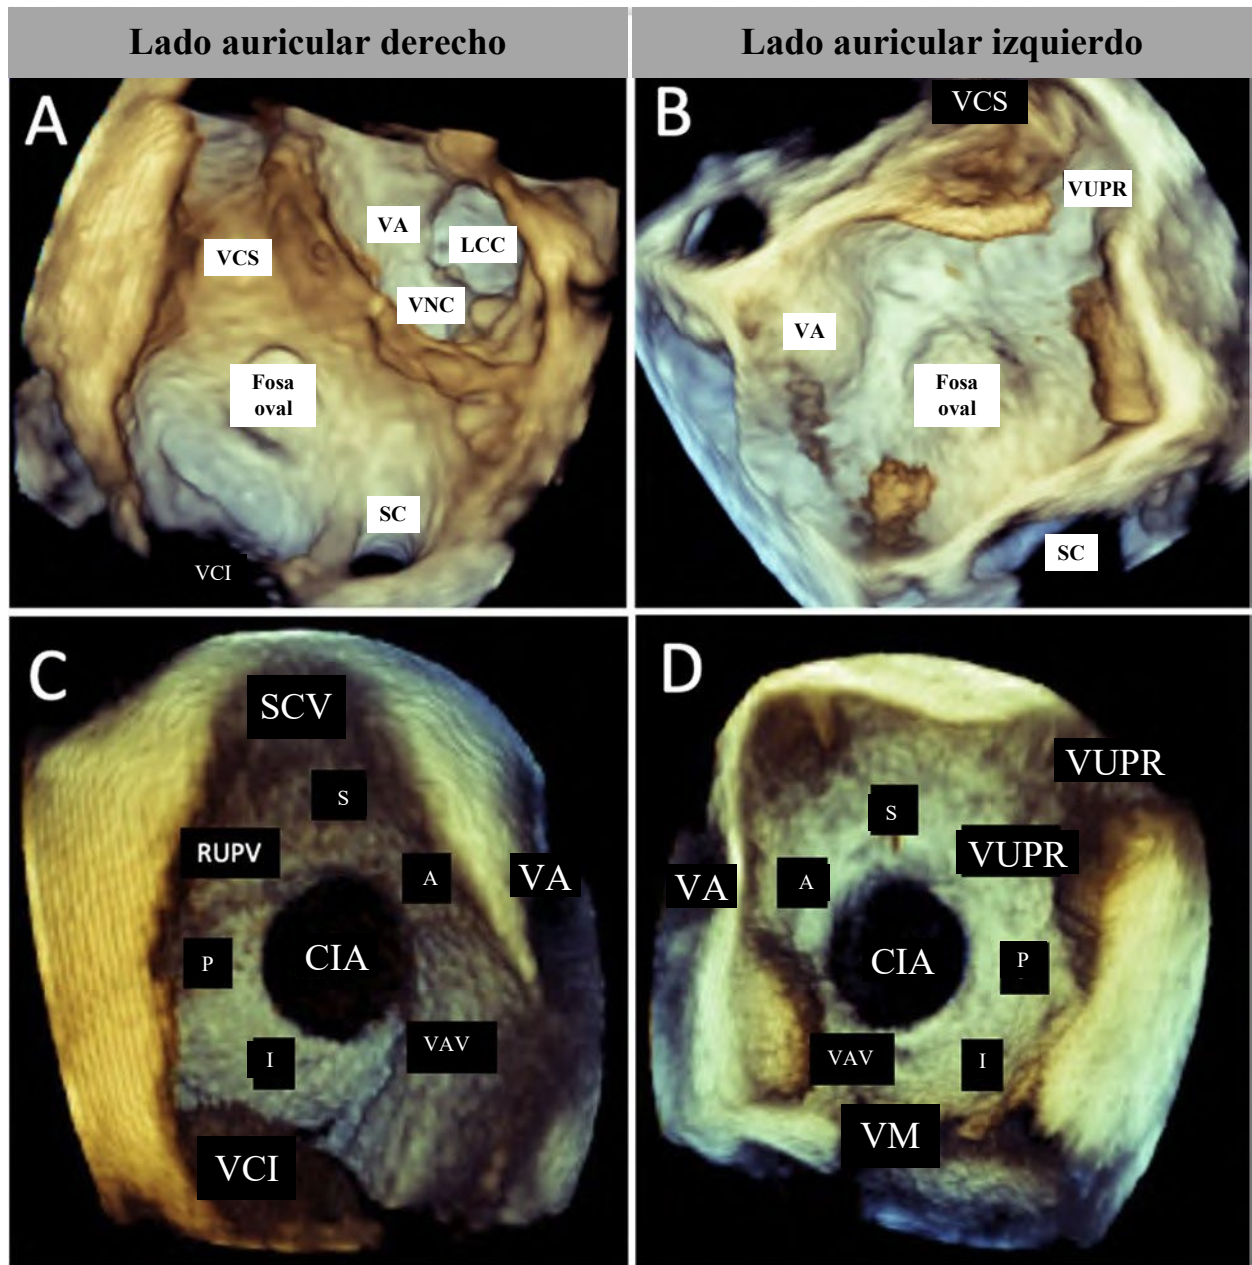 Lado auricular derecho
Lado auricular izquierdo
A
VA
LCC
VCS
VNC
Fosa
oval
SC
VCI
B
VCS
VUPR
VA
Fosa
oval
SC
C
SCV
S
RUPV
A
VA
P
CIA
I
VAV
VCI
D
VUPR
S
VUPR
VA
A
CIA
P
VAV
I
VM